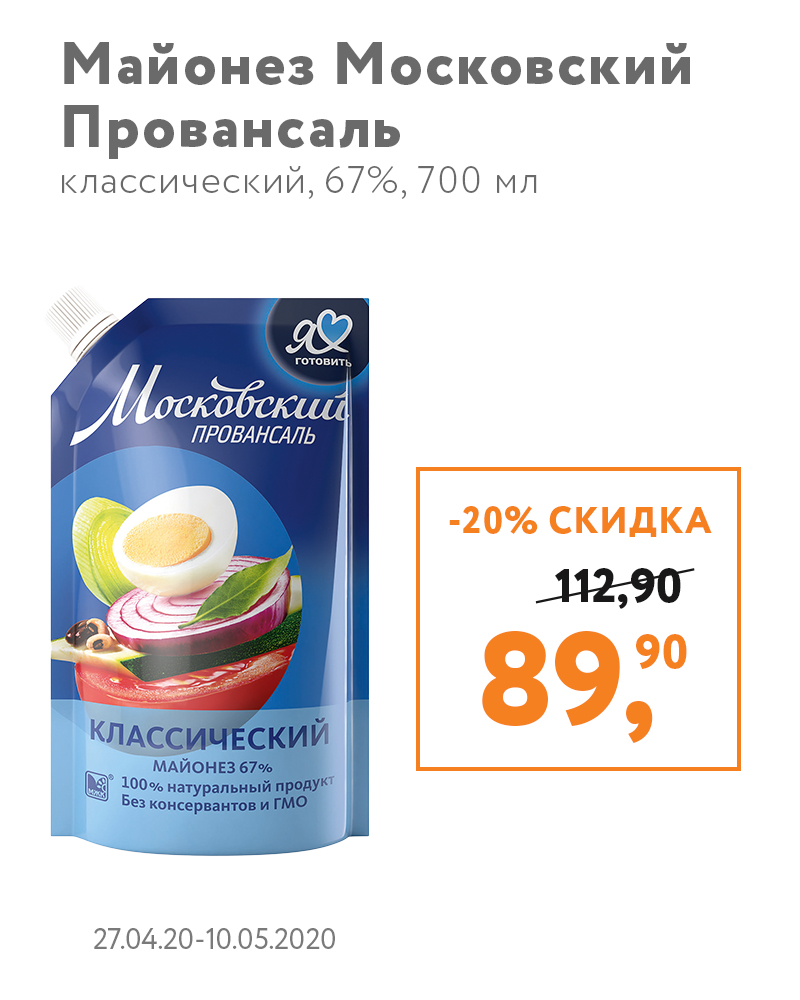 Майонез Московский
Провансаль
классический, 67%, 700 мл
Я
ГОТОВИТЬ
Московский
ПРОВАНСАЛЬ
-20% СКИДКА
112,90
89,90
КЛАССИЧЕСКИЙ
МАЙОНЕЗ 67%
100% натуральный продукт
Без консервантов и ГМО
27.04.20-10.05.2020